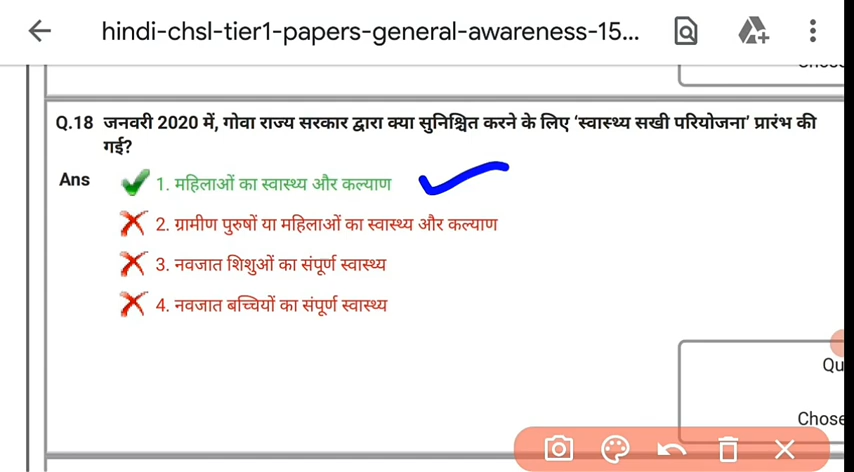 hindi-chsl-tier1-papers-general-awareness-15...
Q.18 जनवरी 2020 में, गोवा राज्य सरकार द्वारा क्या सुनिश्चित करने के लिए 'स्वास्थ्य सखी परियोजना' प्रारंभ की
गई?
Ans 1. महिलाओं का स्वास्थ्य और कल्याण
2. ग्रामीण पुरुषों या महिलाओं का स्वास्थ्य और कल्याण
3. नवजात शिशुओं का संपूर्ण स्वास्थ्य
4. नवजात बच्चियों का संपूर्ण स्वास्थ्य
Qu
Chose